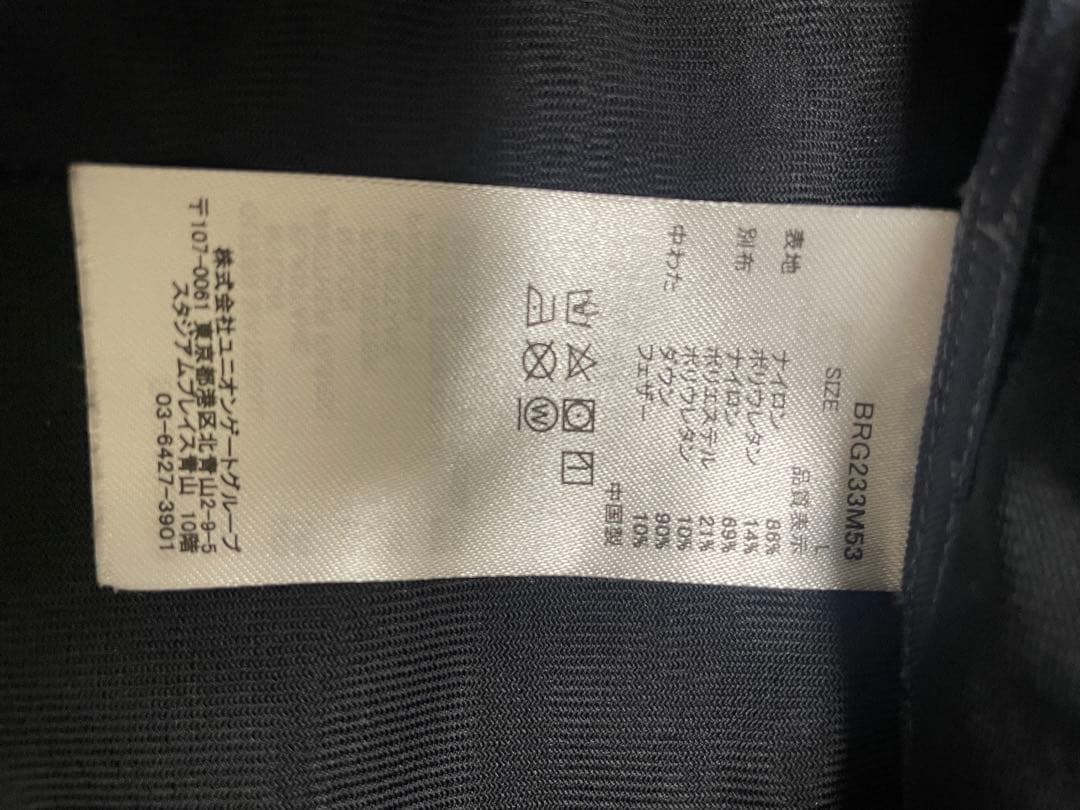 BRG233M53
SIZE L
品質表示
表地 ナイロン 86%
ポリウレタン 14%
別布 ナイロン 69%
ポリエステル 21%
ポリウレタン 10%
中わた ダウン 90%
フェザー 10%
中国製
W
株式会社ユニオンゲートグループ
〒107-0061 東京都港区北青山2-9-5
スタジアムプレイス青山 10階
03-6427-3901